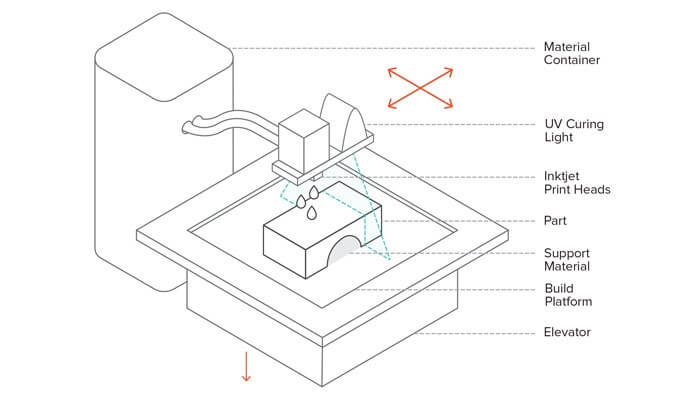 Material
Container
UV Curing
Light
Inktjet
Print Heads
Part
Support
Material
Build
Platform
Elevator